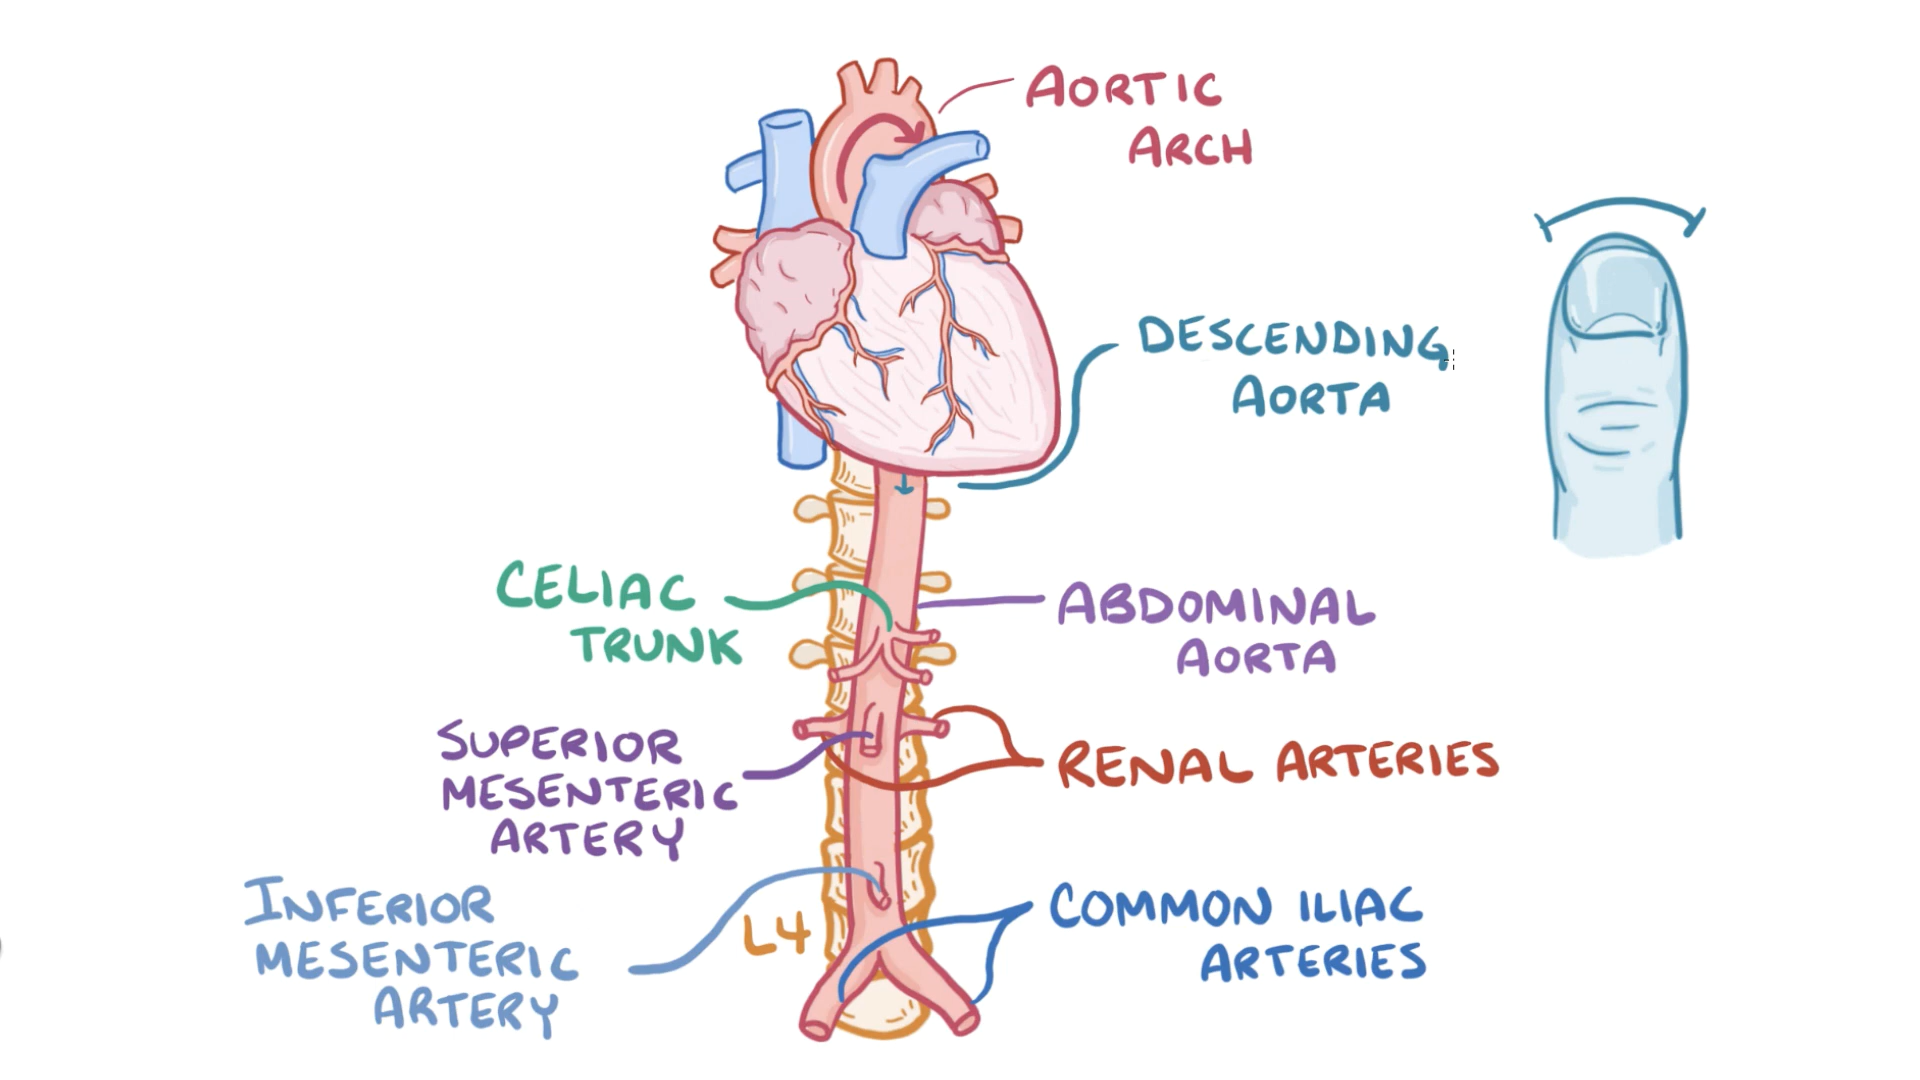 AORTIC
ARCH
DESCENDING
AORTA
CELIAC
TRUNK
ABDOMINAL
AORTA
SUPERIOR
MESENTERIC
ARTERY
RENAL ARTERIES
INFERIOR
MESENTERIC
ARTERY
L4
COMMON ILIAC
ARTERIES